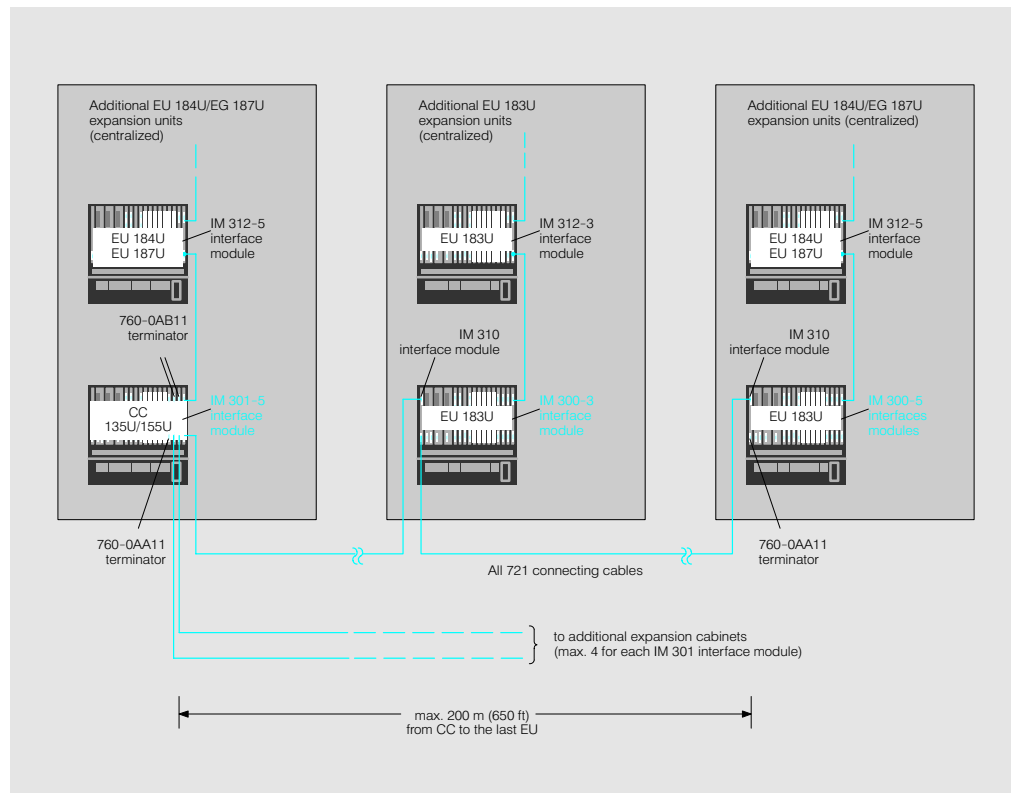 Additional EU 184U/EG 187U
expansion units
(centralized)
IM 312-5
interface
module
EU 184U
EU 187U
760-0AB11
terminator
CC
135U/155U
IM 301-5
interface
module
760-0AA11
terminator
Additional EU 183U
expansion units
(centralized)
IM 312-3
interface
module
EU 183U
IM 310
interface module
EU 183U
IM 300-3
interface
module
Additional EU 184U/EG 187U
expansion units (centralized)
IM 312-5
interface
module
EU 184U
EU 187U
IM 310
interface module
EU 183U
IM 300-5
interfaces
modules
760-0AA11
terminator
All 721 connecting cables
to additional expansion cabinets
(max. 4 for each IM 301 interface module)
max. 200 m (650 ft)
from CC to the last EU